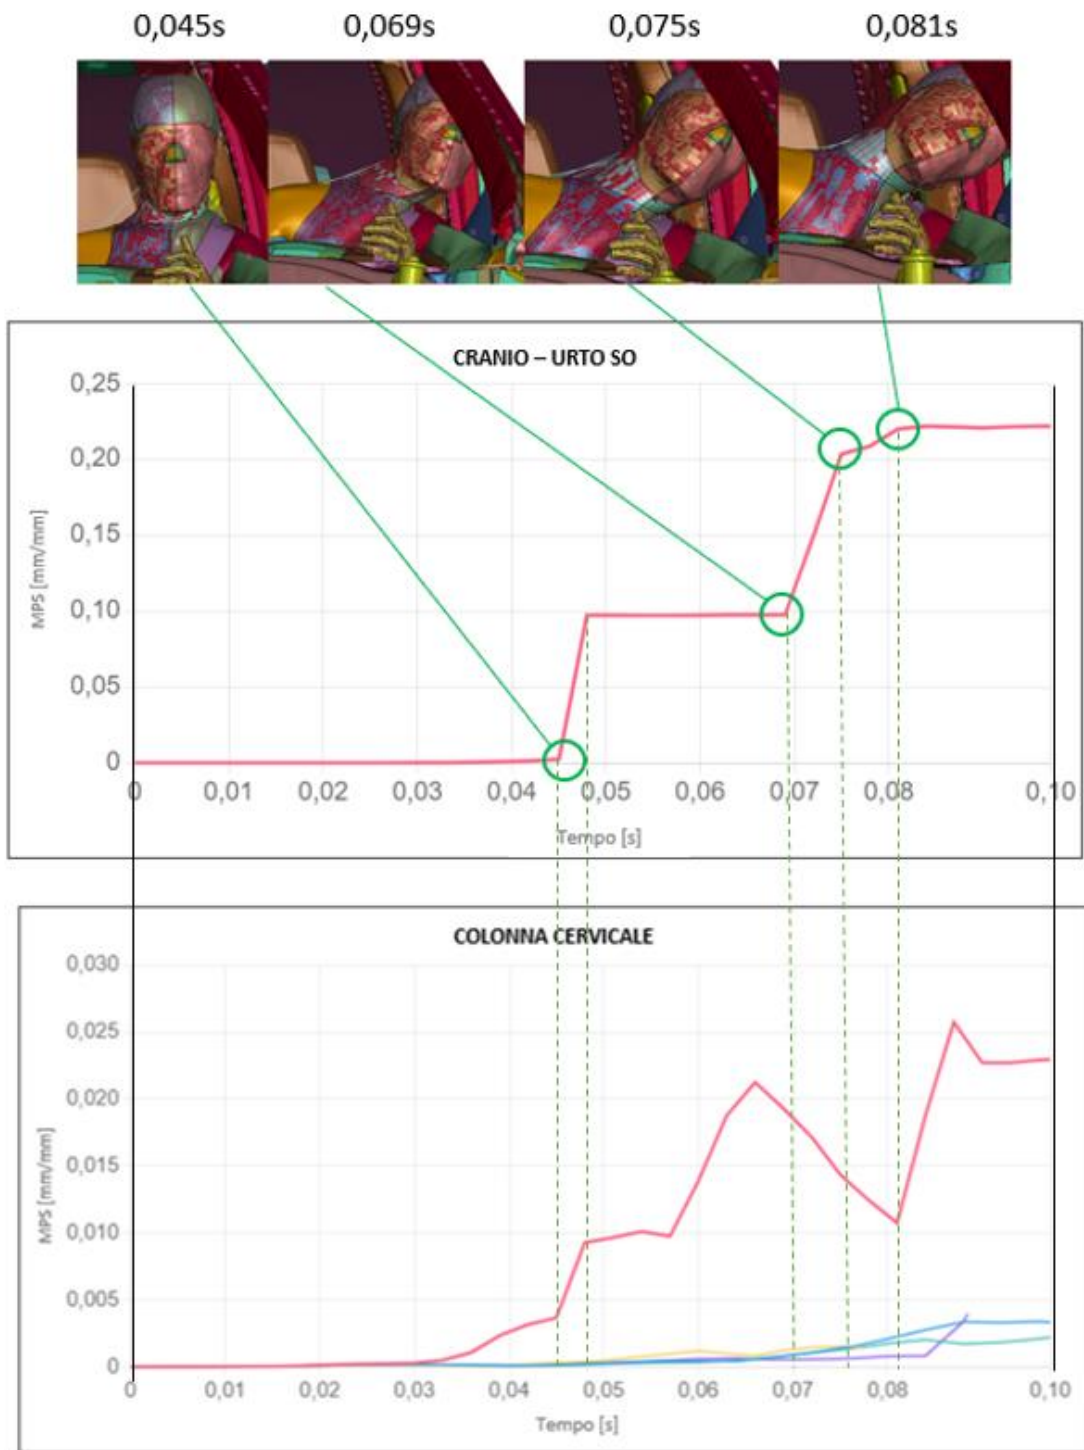 0,045s 0,069s 0,075s 0,081s
CRANIO – URTO SO
0,25
0,20
0,15
0,10
0,05
0
MPS [mm/mm]
0 0,01 0,02 0,03 0,04 0,05 0,06 0,07 0,08 0,10
Tempo [s]
COLONNA CERVICALE
0,030
0,025
0,020
0,015
0,010
0,005
0
MPS [mm/mm]
0 0,01 0,02 0,03 0,04 0,05 0,06 0,07 0,08 0,10
Tempo [s]